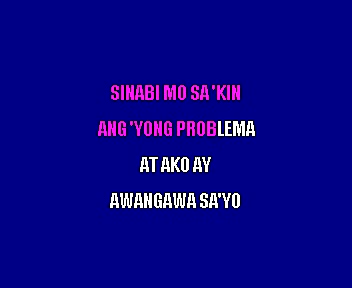 SINABI MO SA 'KIN
ANG 'YONG PROBLEMA
AT AKO AY
AWANGAWA SA'YO